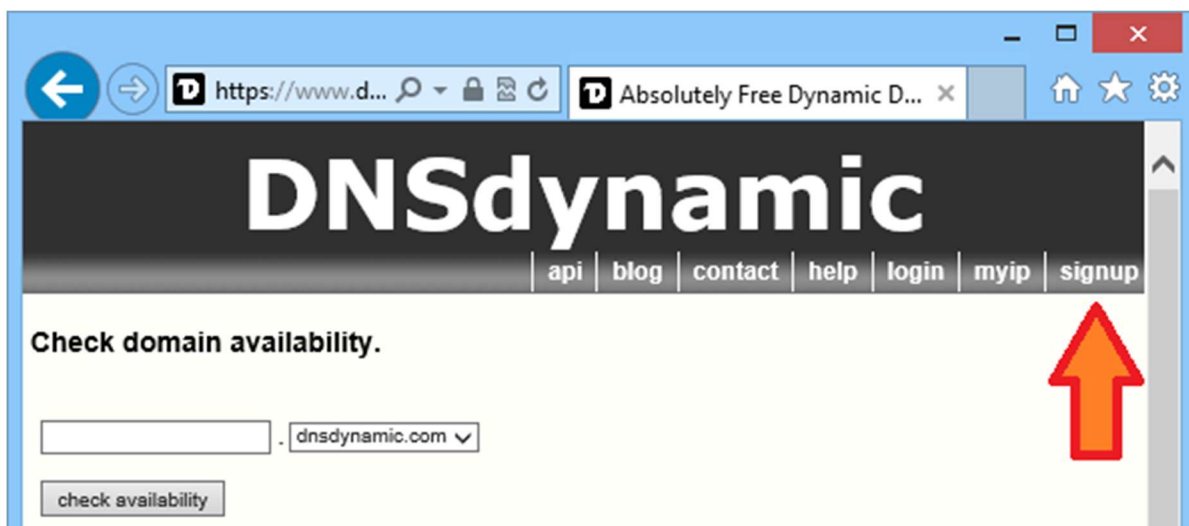 https://www.d...
Absolutely Free Dynamic D...
DNSdynamic
api blog contact help login myip signup
Check domain availability.
. dnsdynamic.com
check availability